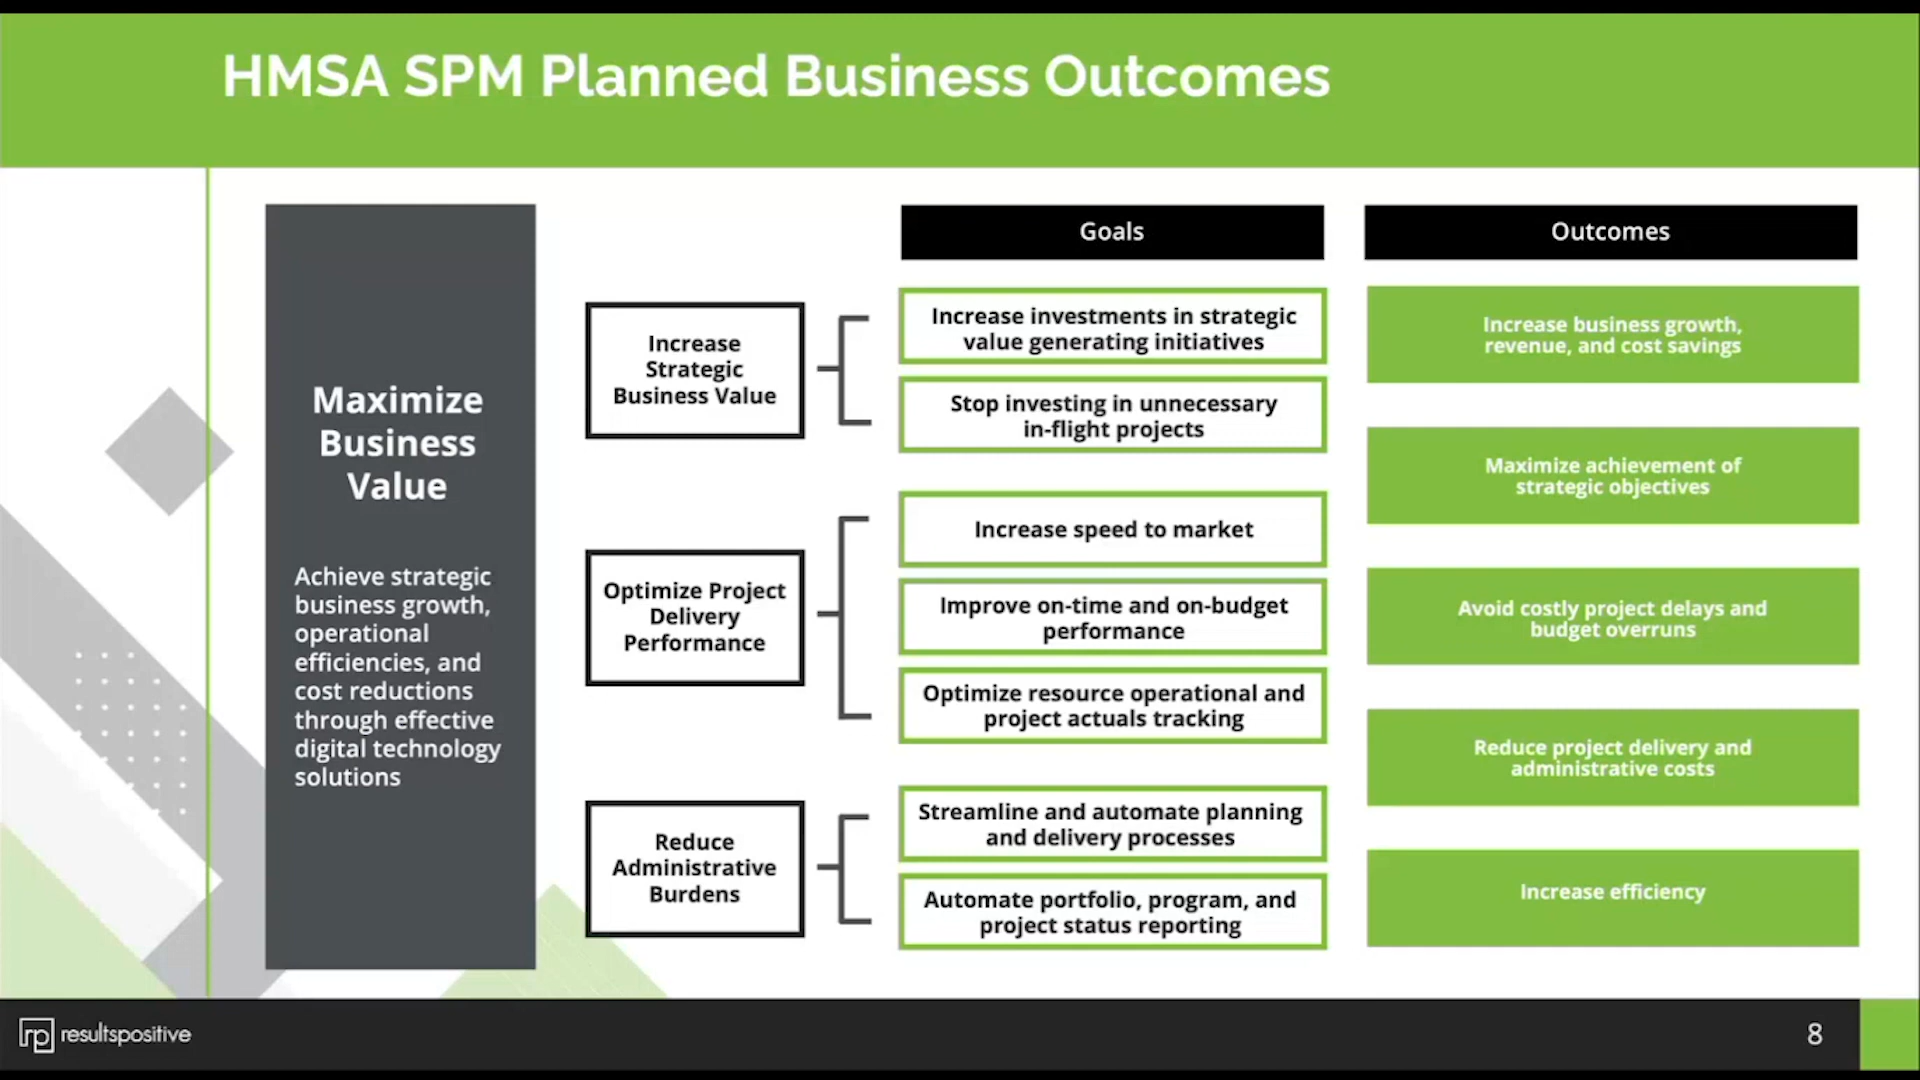 HMSA SPM Planned Business Outcomes
Maximize
Business
Value
Achieve strategic
business growth,
operational
efficiencies, and
cost reductions
through effective
digital technology
solutions
Increase
Strategic
Business Value
Optimize Project
Delivery
Performance
Reduce
Administrative
Burdens
Goals
Increase investments in strategic
value generating initiatives
Stop investing in unnecessary
in-flight projects
Increase speed to market
Improve on-time and on-budget
performance
Optimize resource operational and
project actuals tracking
Streamline and automate planning
and delivery processes
Automate portfolio, program, and
project status reporting
Outcomes
Increase business growth,
revenue, and cost savings
Maximize achievement of
strategic objectives
Avoid costly project delays and
budget overruns
Reduce project delivery and
administrative costs
Increase efficiency
rp resultspositive
8